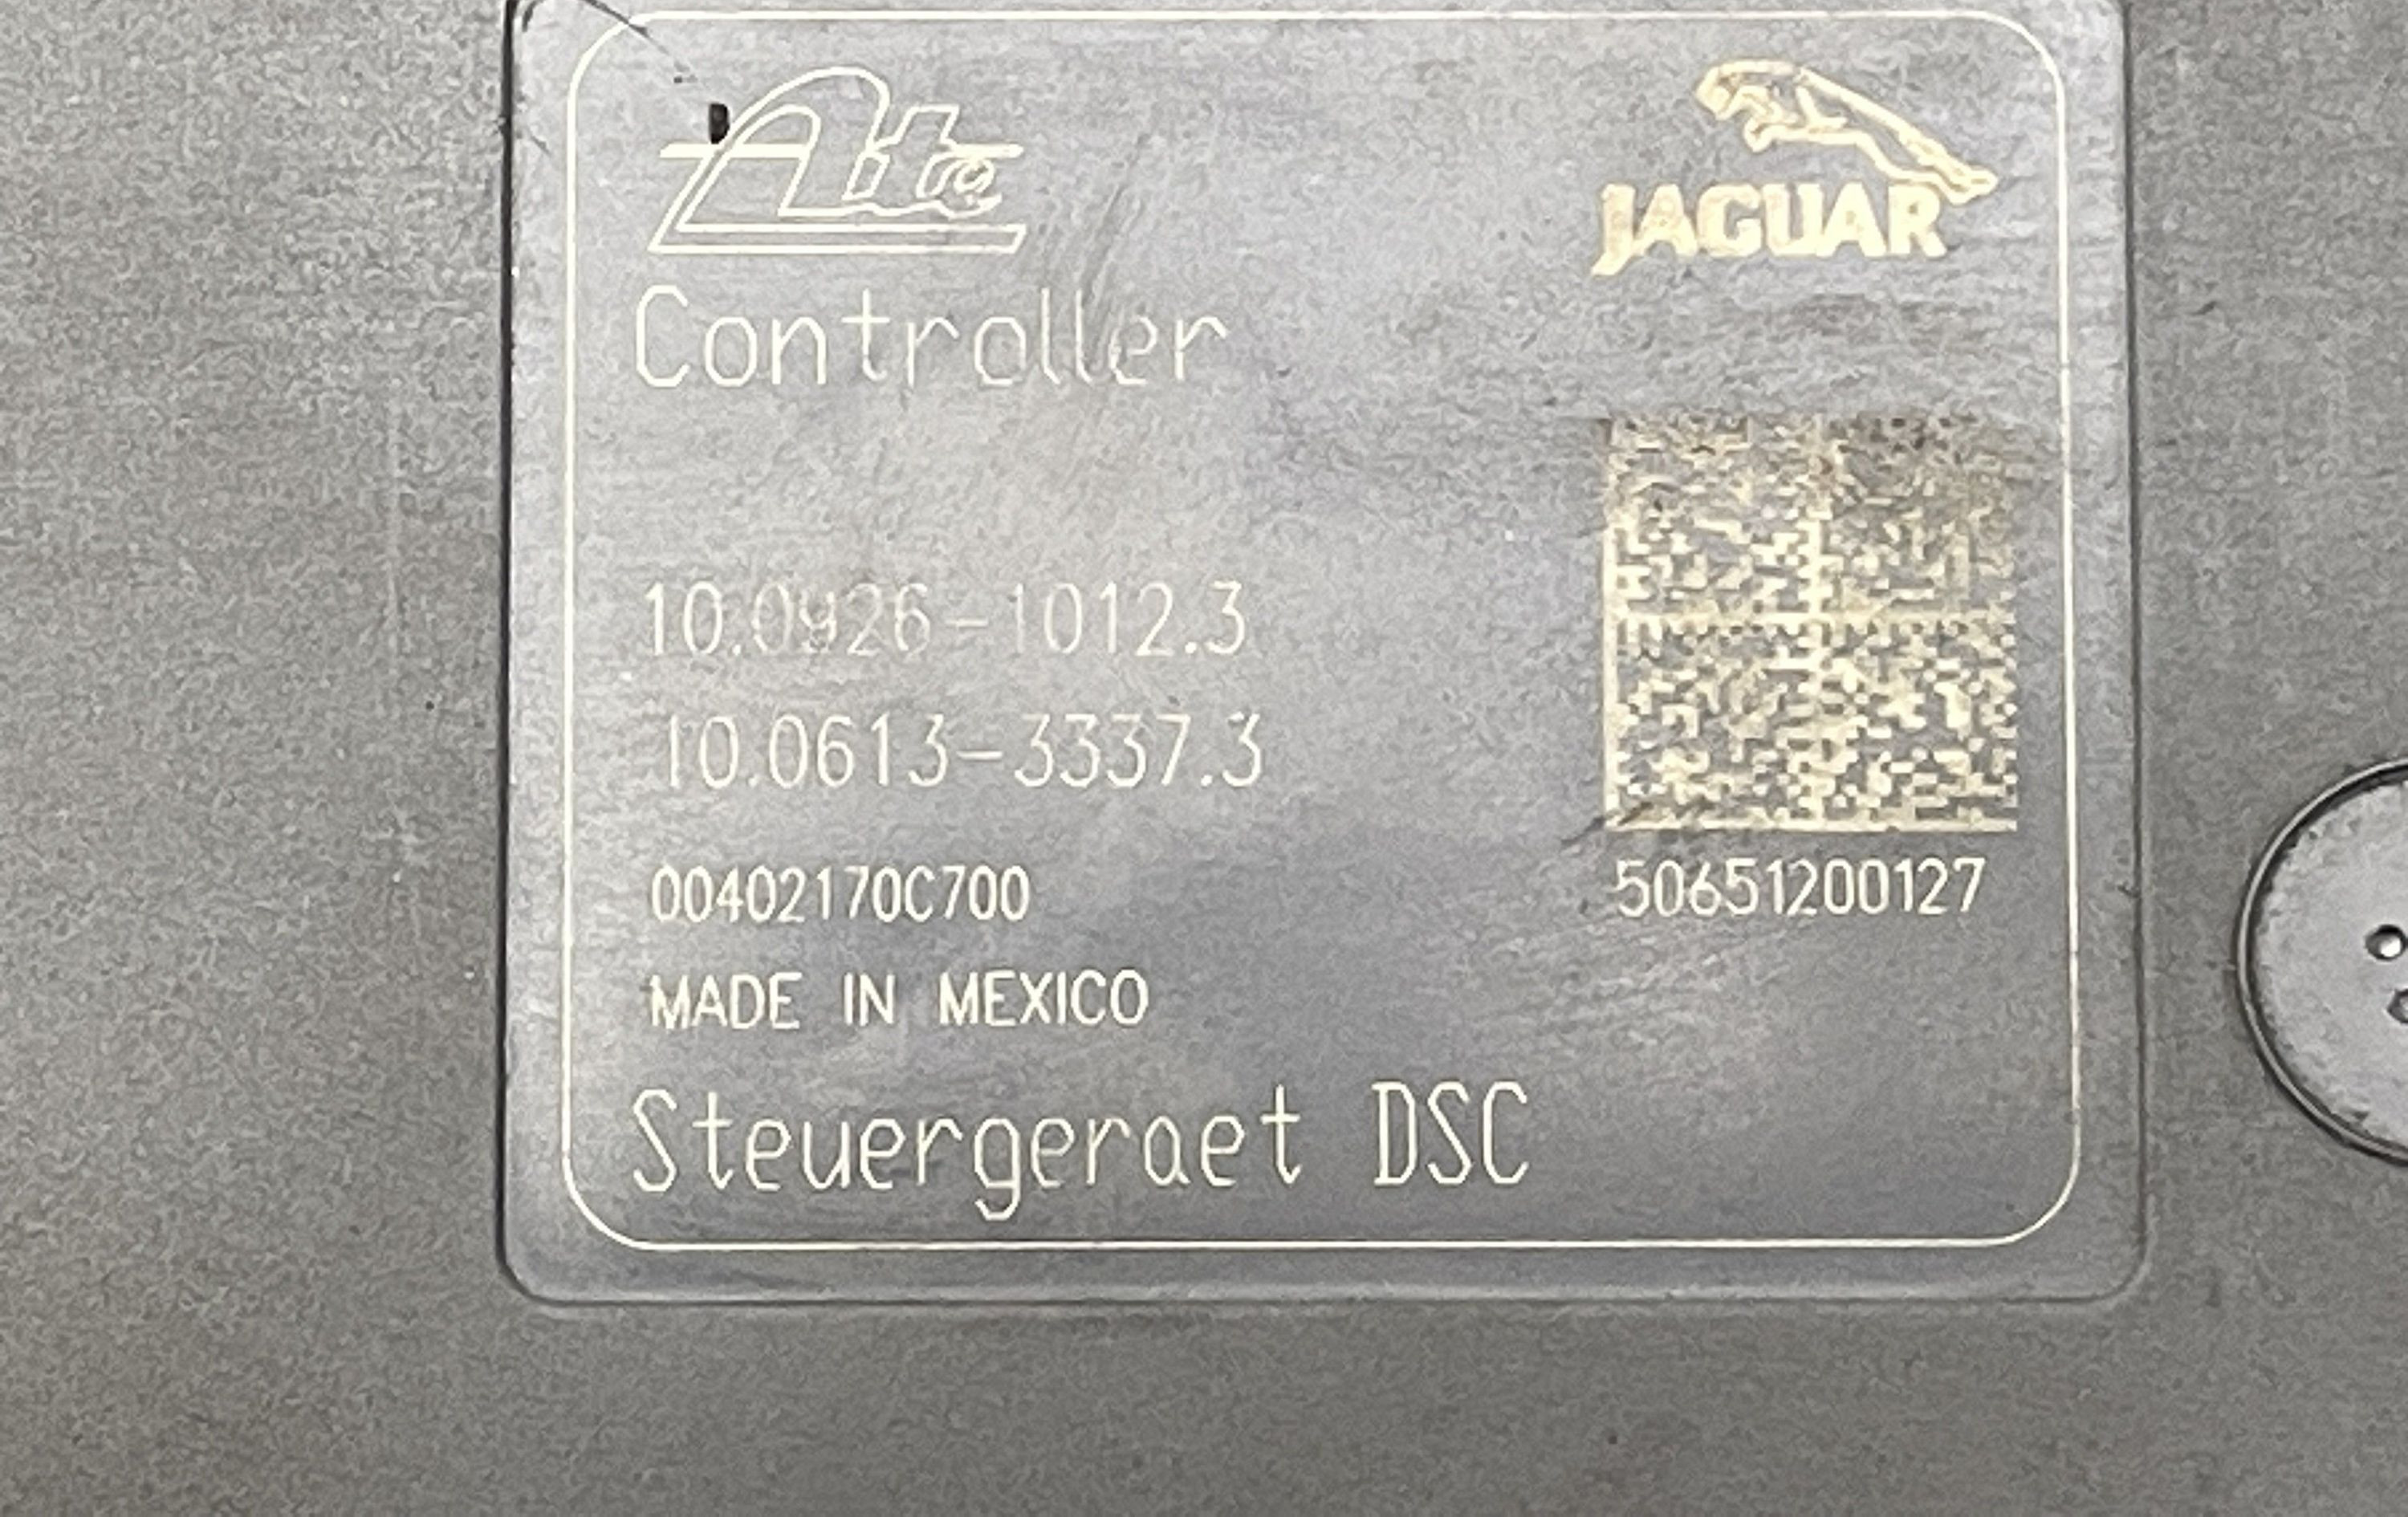 Ate
JAGUAR
Controller
10.0926-1012.3
10.0613-3337.3
00402170C700
50651200127
MADE IN MEXICO
Steuergeraet DSC